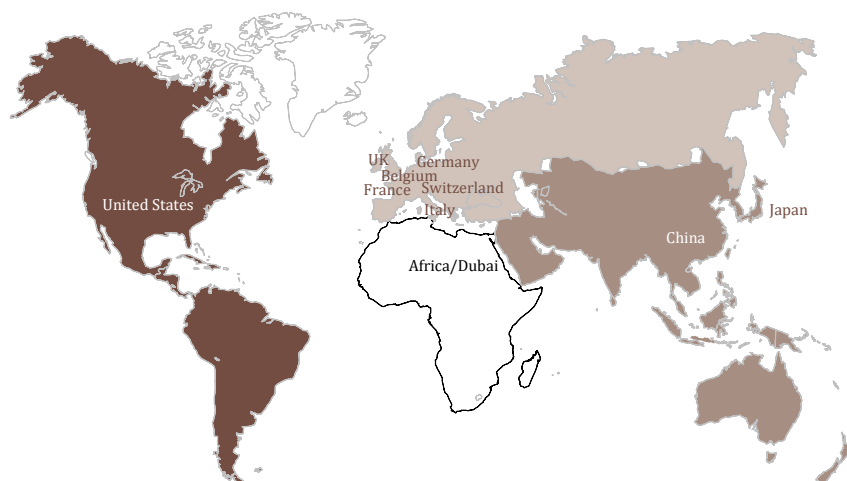 UK
Germany
Belgium
France
Switzerland
United States
Italy
Japan
China
Africa/Dubai